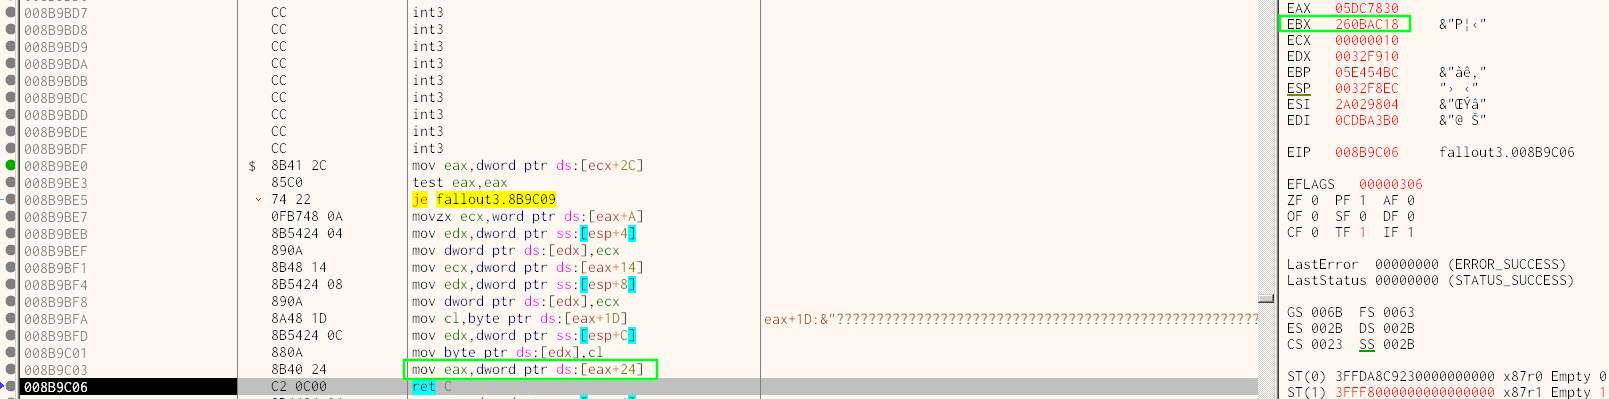 008B9BD7 CC int3
008B9BD8 CC int3
008B9BD9 CC int3
008B9BDA CC int3
008B9BDB CC int3
008B9BDC CC int3
008B9BDD CC int3
008B9BDE CC int3
008B9BDF CC int3
008B9BE0 $ 8B41 2C mov eax,dword ptr ds:[ecx+2C]
008B9BE3 85C0 test eax,eax
008B9BE5 74 22 je fallout3.8B9C09
008B9BE7 0FB748 0A movzx ecx,word ptr ds:[eax+A]
008B9BEB 8B5424 04 mov edx,dword ptr ss:[esp+4]
008B9BEF 890A mov dword ptr ds:[edx],ecx
008B9BF1 8B48 14 mov ecx,dword ptr ds:[eax+14]
008B9BF4 8B5424 08 mov edx,dword ptr ss:[esp+8]
008B9BF8 890A mov dword ptr ds:[edx],ecx
008B9BFA 8A48 1D mov cl,byte ptr ds:[eax+1D] eax+1D:&"????????????????????????????????????????????????????
008B9BFD 8B5424 0C mov edx,dword ptr ss:[esp+C]
008B9C01 880A mov byte ptr ds:[edx],cl
008B9C03 8B40 24 mov eax,dword ptr ds:[eax+24]
008B9C06 C2 0C00 ret C
EAX 05DC7830
EBX 260BAC18 &"P¦‹"
ECX 00000010
EDX 0032F910
EBP 05E454BC &"àê,"
ESP 0032F8EC "› ‹"
ESI 2A029804 &"ŒÝâ"
EDI 0CDBA3B0 &"@ Š"
EIP 008B9C06 fallout3.008B9C06
EFLAGS 00000306
ZF 0 PF 1 AF 0
OF 0 SF 0 DF 0
CF 0 TF 1 IF 1
LastError 00000000 (ERROR_SUCCESS)
LastStatus 00000000 (STATUS_SUCCESS)
GS 006B FS 0063
ES 002B DS 002B
CS 0023 SS 002B
ST(0) 3FFDA8C9230000000000 x87r0 Empty 0
ST(1) 3FFF8000000000000000 x87r1 Empty 1